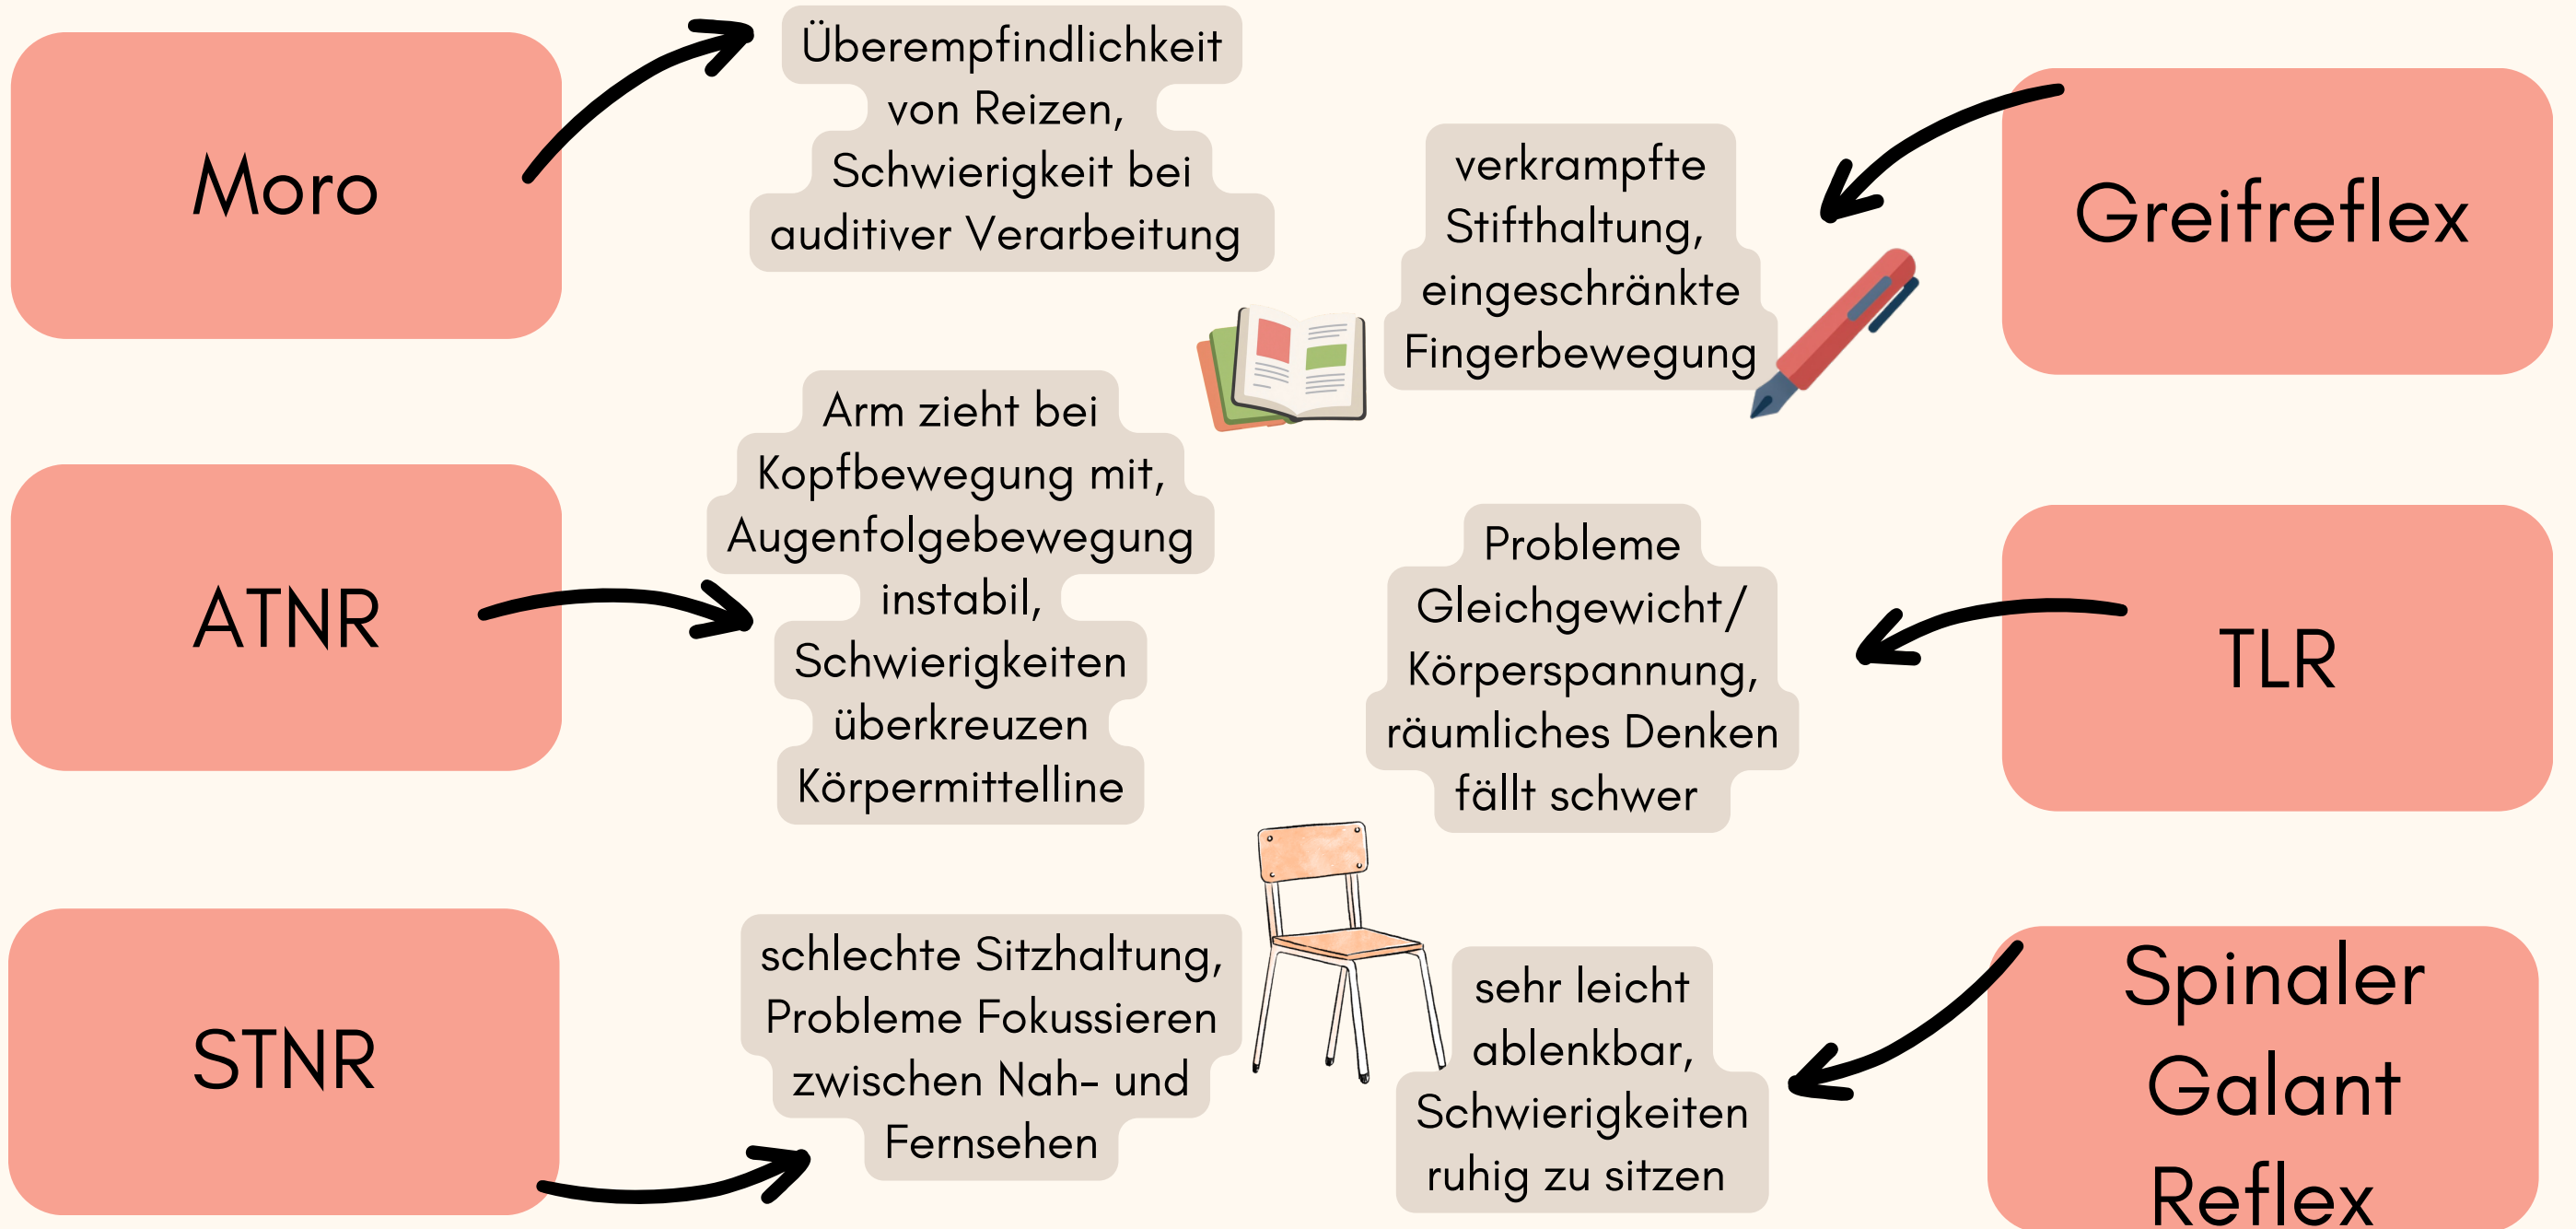 Moro
Überempfindlichkeit
von Reizen,
Schwierigkeit bei
auditiver Verarbeitung
verkrampfte
Stifthaltung,
eingeschränkte
Fingerbewegung
Greifreflex
ATNR
Arm zieht bei
Kopfbewegung mit,
Augenfolgebewegung
instabil,
Schwierigkeiten
überkreuzen
Körpermittelline
Probleme
Gleichgewicht/
Körperspannung,
räumliches Denken
fällt schwer
TLR
STNR
schlechte Sitzhaltung,
Probleme Fokussieren
zwischen Nah- und
Fernsehen
sehr leicht
ablenkbar,
Schwierigkeiten
ruhig zu sitzen
Spinaler
Galant
Reflex